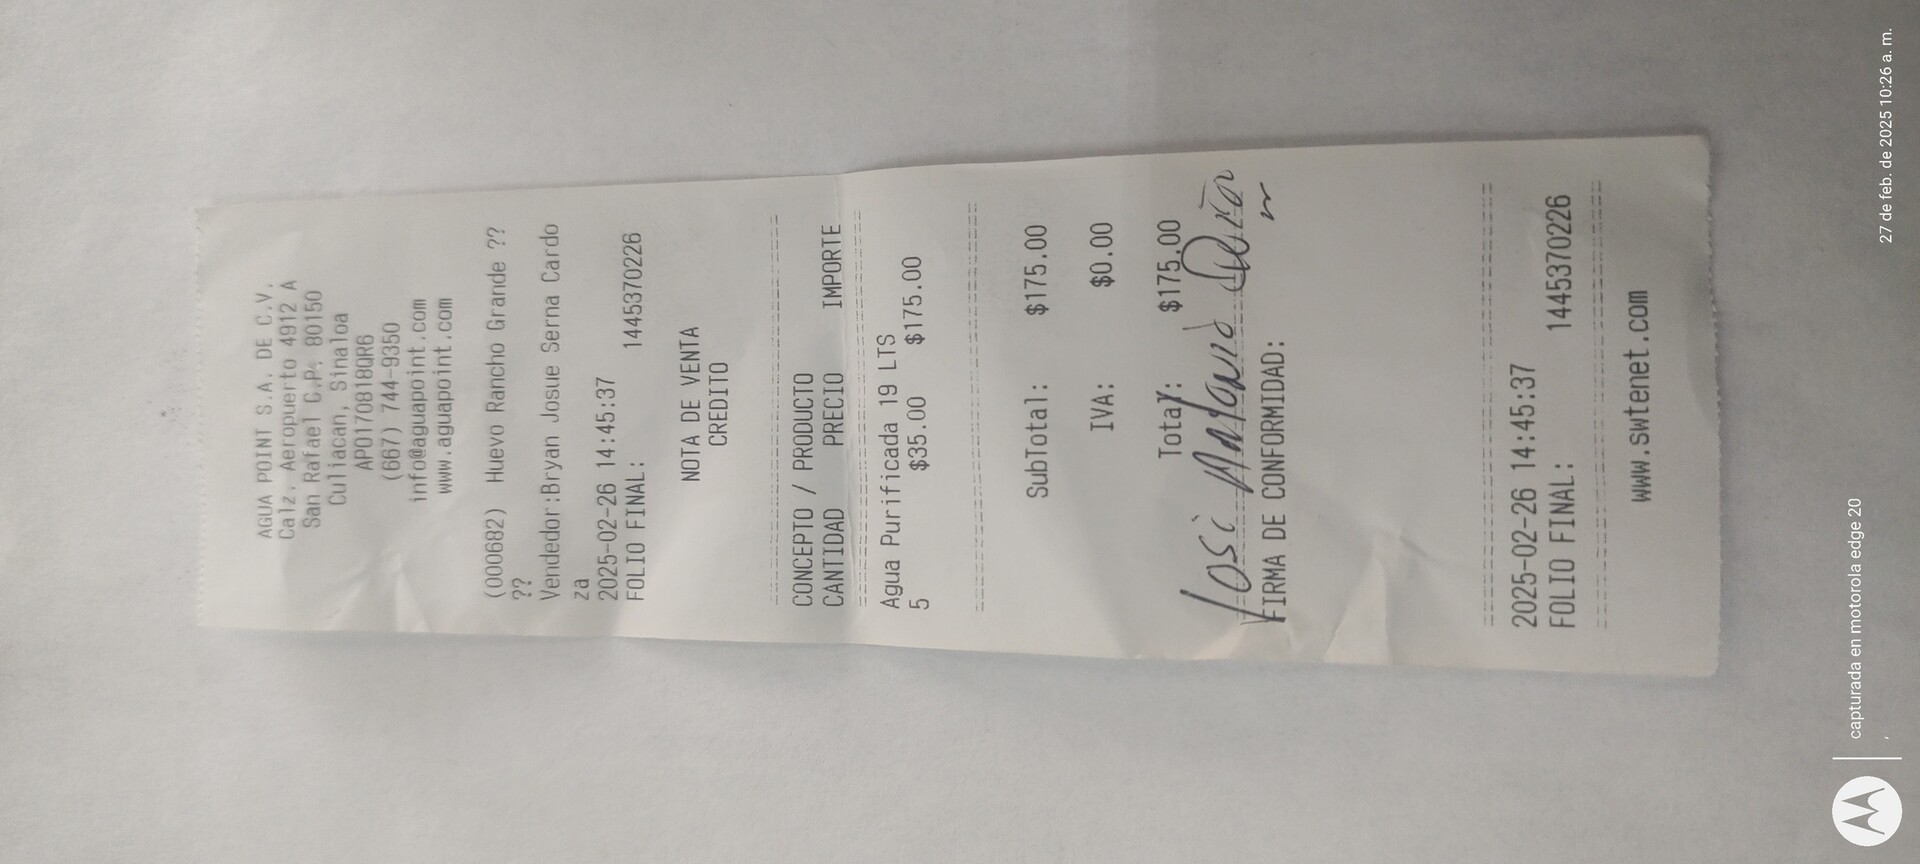 AGUA POINT S.A. DE C.V.
Calz. Aeropuerto 4912 A
San Rafael C.P. 80150
Culiacan, Sinaloa
APO170818QR6
(667) 744-9350
info@aguapoint.com
www.aguapoint.com
(000682) Huevo Rancho Grande ??
??
Vendedor:Bryan Josue Serna Cardo
za
2025-02-26 14:45:37
FOLIO FINAL: 1445370226
NOTA DE VENTA
CREDITO
CONCEPTO / PRODUCTO
CANTIDAD PRECIO IMPORTE
Agua Purificada 19 LTS
5 $35.00 $175.00
SubTotal: $175.00
IVA: $0.00
Total: $175.00
Jose Antonio
FIRMA DE CONFORMIDAD:
2025-02-26 14:45:37
FOLIO FINAL: 1445370226
www.swtenet.com
capturada en motorola edge 20
27 de feb. de 2025 10:26 a. m.